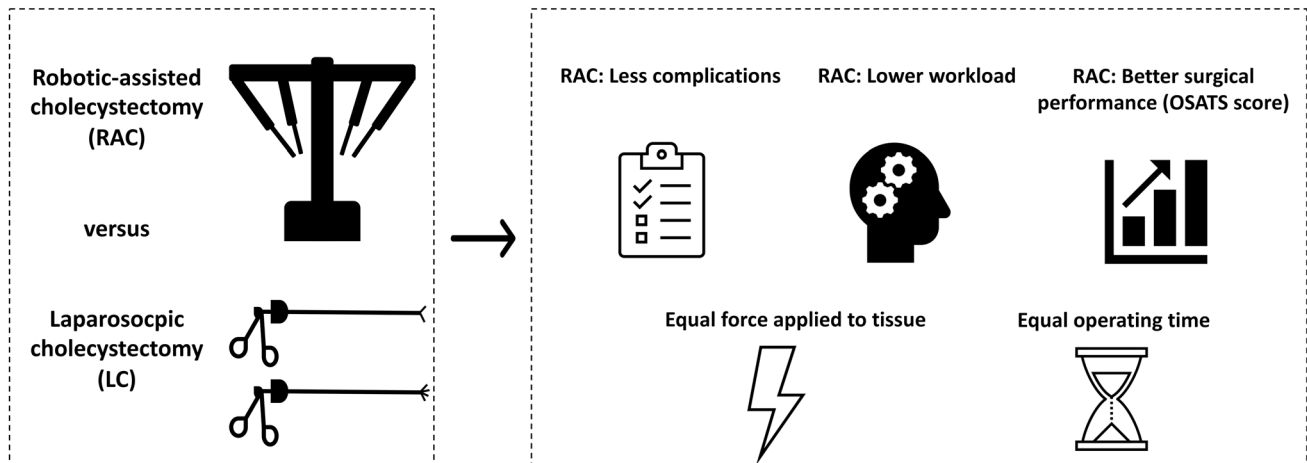 Robotic-assisted
cholecystectomy
(RAC)
versus
Laparosocpic
cholecystectomy
(LC)
RAC: Less complications
RAC: Lower workload
RAC: Better surgical
performance (OSATS score)
Equal force applied to tissue
Equal operating time